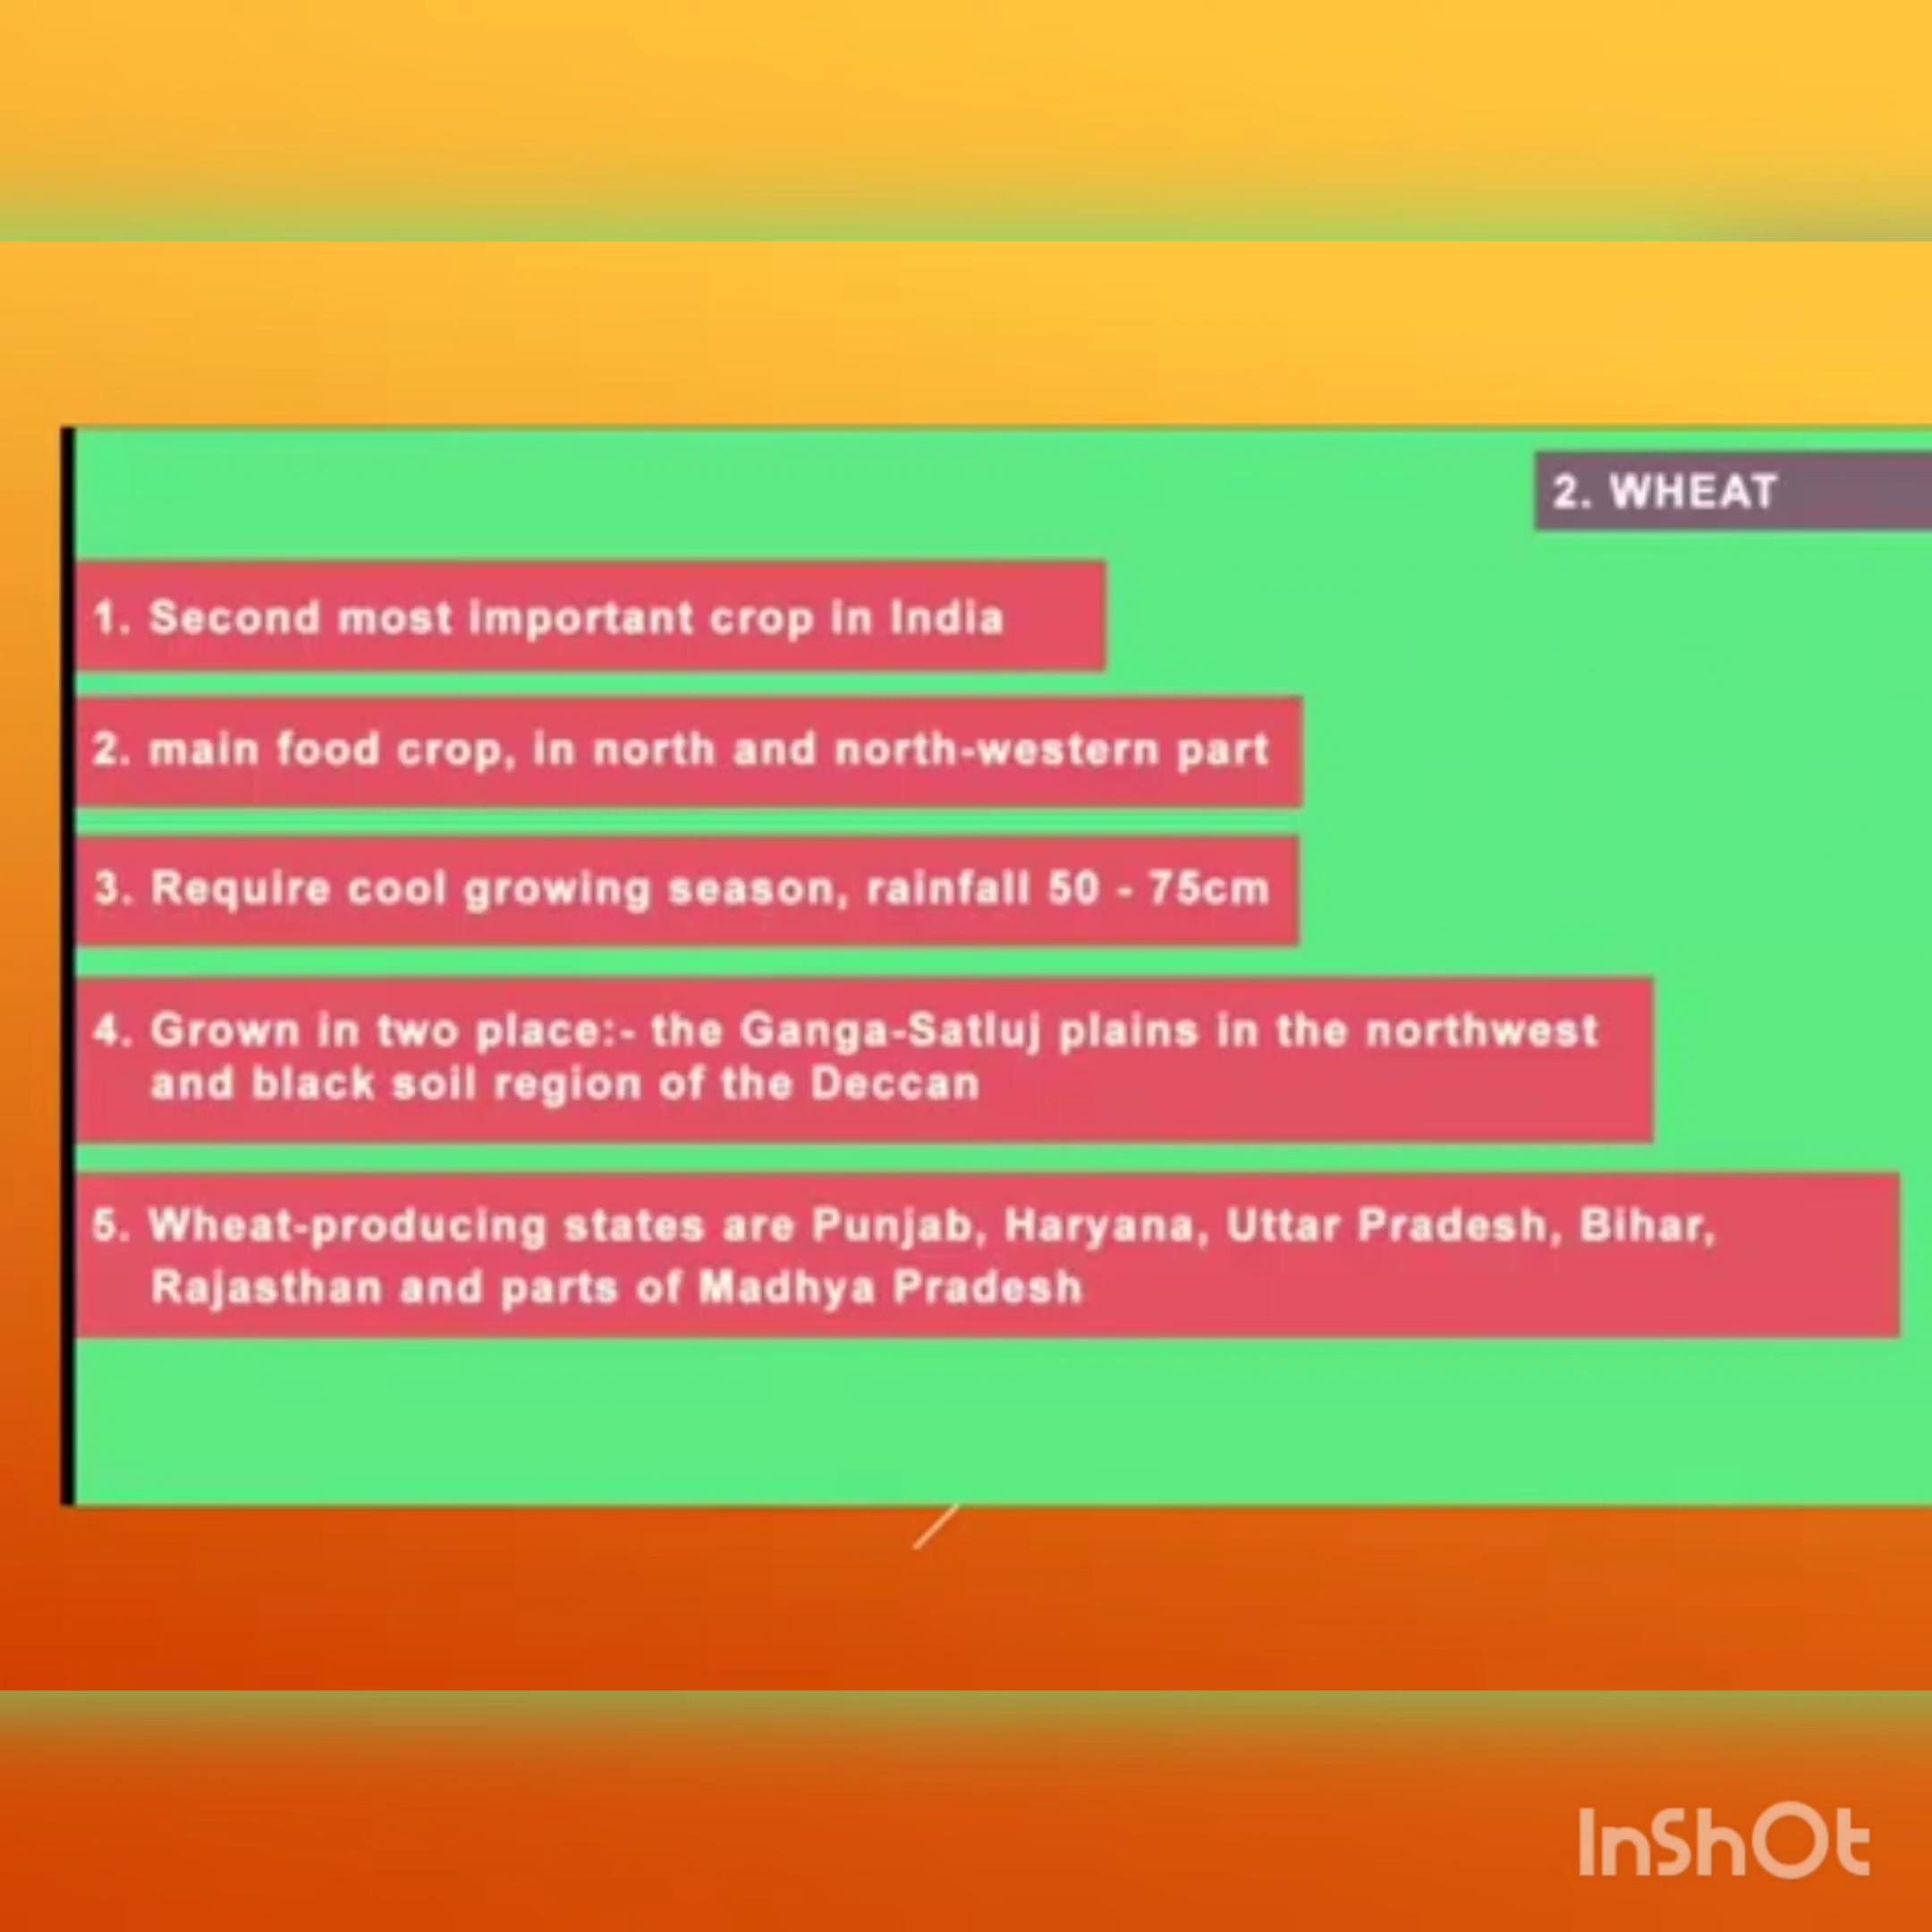 2. WHEAT
1. Second most important crop in India
2. main food crop, in north and north-western part
3. Require cool growing season, rainfall 50 - 75cm
4. Grown in two place:- the Ganga-Satluj plains in the northwest
and black soil region of the Deccan
5. Wheat-producing states are Punjab, Haryana, Uttar Pradesh, Bihar,
Rajasthan and parts of Madhya Pradesh
InShOt